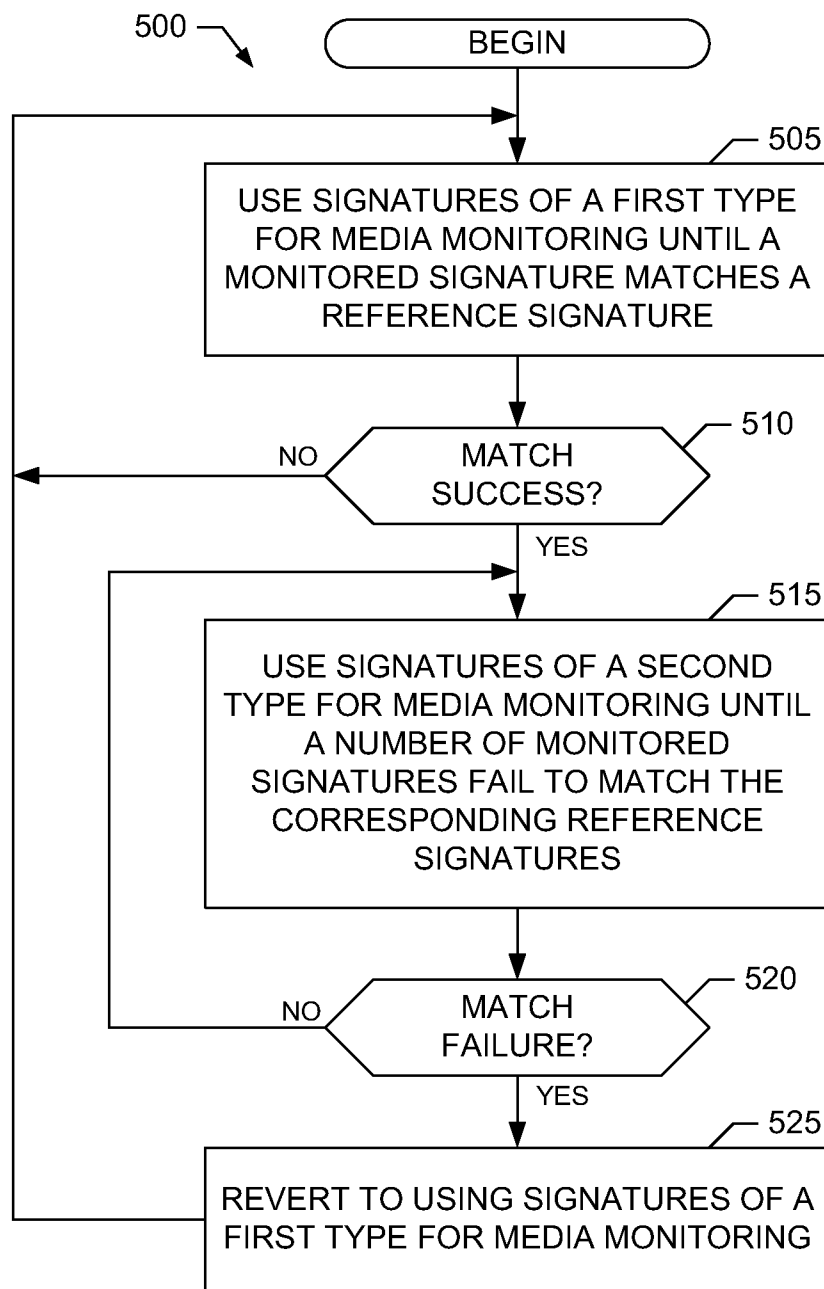 500
BEGIN
505
USE SIGNATURES OF A FIRST TYPE
FOR MEDIA MONITORING UNTIL A
MONITORED SIGNATURE MATCHES A
REFERENCE SIGNATURE
510
NO
MATCH
SUCCESS?
YES
515
USE SIGNATURES OF A SECOND
TYPE FOR MEDIA MONITORING UNTIL
A NUMBER OF MONITORED
SIGNATURES FAIL TO MATCH THE
CORRESPONDING REFERENCE
SIGNATURES
520
NO
MATCH
FAILURE?
YES
525
REVERT TO USING SIGNATURES OF A
FIRST TYPE FOR MEDIA MONITORING